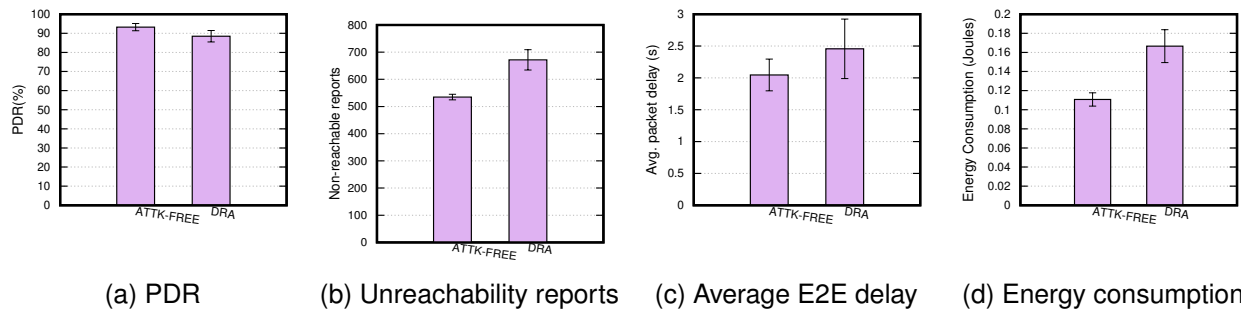 100
90
80
70
60
50
40
30
20
10
0
PDR(%)
ATTK-FREE
DRA
(a) PDR
800
700
600
500
400
300
200
100
0
Non-reachable reports
ATTK-FREE
DRA
(b) Unreachability reports
3
2.5
2
1.5
1
0.5
0
Avg. packet delay (s)
ATTK-FREE
DRA
(c) Average E2E delay
0.2
0.18
0.16
0.14
0.12
0.1
0.08
0.06
0.04
0.02
0
Energy Consumption (Joules)
ATTK-FREE
DRA
(d) Energy consumption